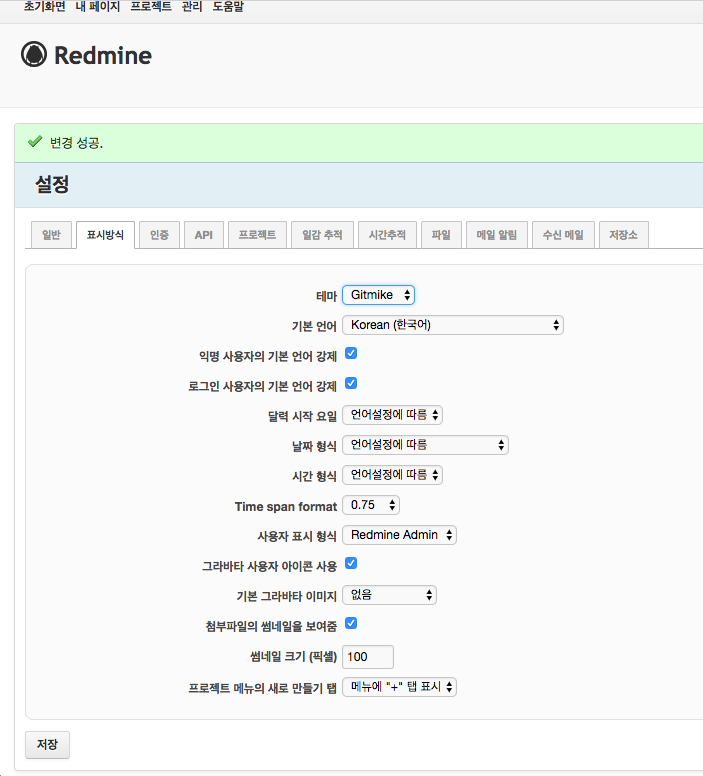 초기화면 내 페이지 프로젝트 관리 도움말
Redmine
변경 성공.
설정
일반 표시방식 인증 API 프로젝트 일감 추적 시간추적 파일 메일 알림 수신 메일 저장소
테마 Gitmike
기본 언어 Korean (한국어)
익명 사용자의 기본 언어 강제
로그인 사용자의 기본 언어 강제
달력 시작 요일 언어설정에 따름
날짜 형식 언어설정에 따름
시간 형식 언어설정에 따름
Time span format 0.75
사용자 표시 형식 Redmine Admin
그라바타 사용자 아이콘 사용
기본 그라바타 이미지 없음
첨부파일의 썸네일을 보여줌
썸네일 크기 (픽셀) 100
프로젝트 메뉴의 새로 만들기 탭 메뉴에 "+" 탭 표시
저장